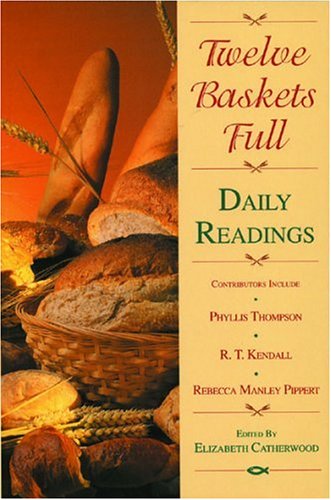 Twelve
Baskets
Full
DAILY
READINGS
CONTRIBUTORS INCLUDE
PHYLLIS THOMPSON
R. T. KENDALL
REBECCA MANLEY PIPPERT
EDITED BY
ELIZABETH CATHERWOOD